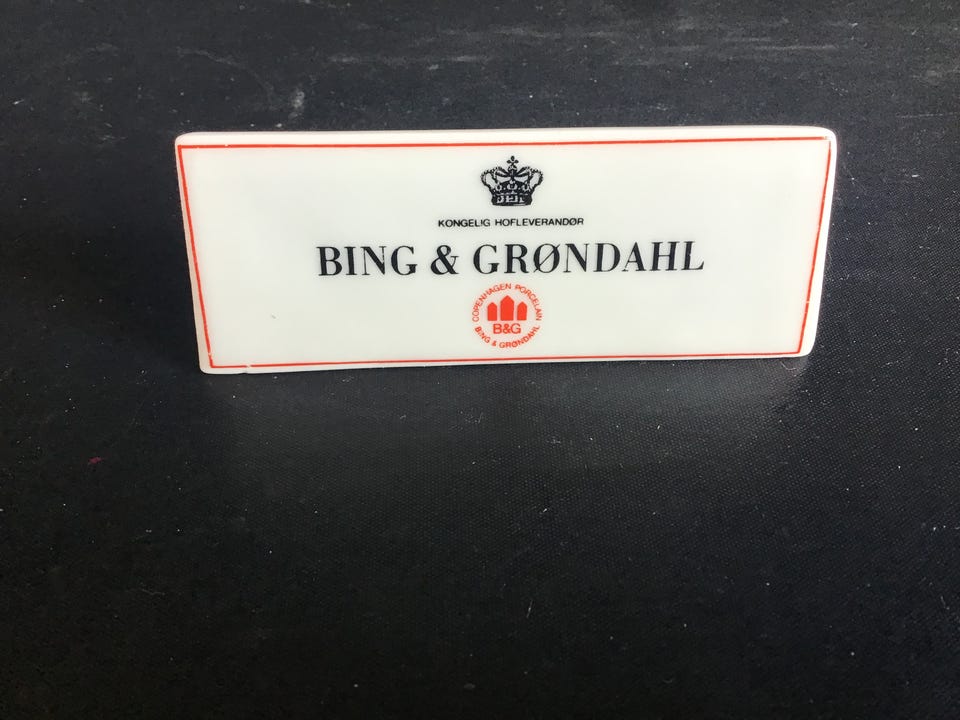 KONGELIG HOFLEVERANDØR
BING & GRØNDAHL
COPENHAGEN PORCELAIN
B&G
BING & GRØNDAHL